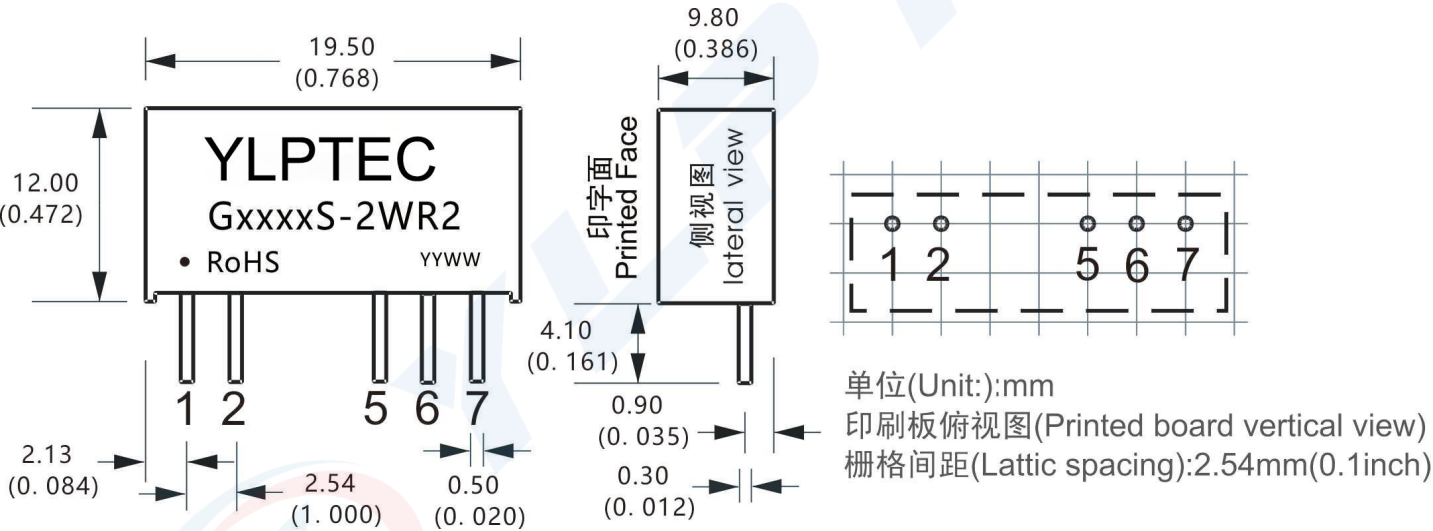 19.50
(0.768)
12.00
(0.472)
YLPTEC
GxxxxS-2WR2
RoHS
YYWW
1 2 5 6 7
2.13
(0. 084)
2.54
(1. 000)
0.50
(0. 020)
9.80
(0.386)
印字面
Printed Face
侧视图
lateral view
4.10
(0. 161)
0.90
(0. 035)
0.30
(0. 012)
1 2 5 6 7
单位(Unit:):mm
印刷板俯视图(Printed board vertical view)
栅格间距(Lattic spacing):2.54mm(0.1inch)